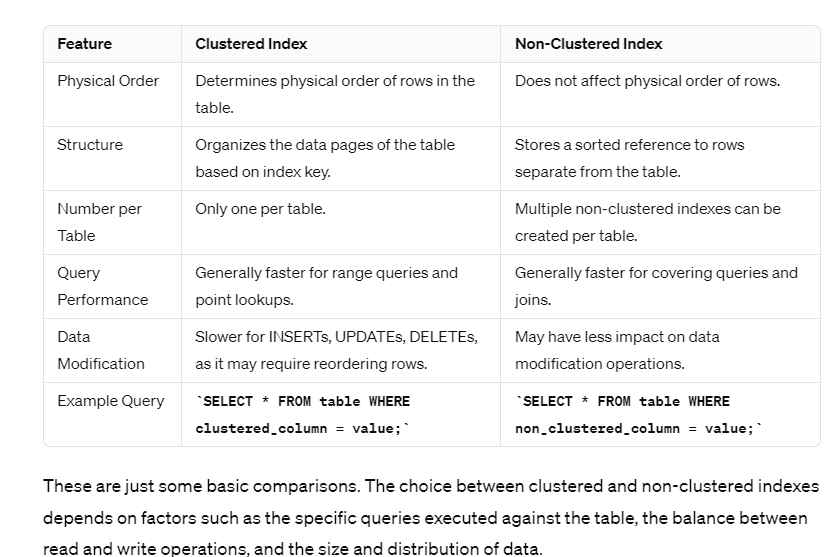 Feature Clustered Index Non-Clustered Index
Physical Order Determines physical order of rows in the Does not affect physical order of rows.
table.
Structure Organizes the data pages of the table Stores a sorted reference to rows
based on index key. separate from the table.
Number per Only one per table. Multiple non-clustered indexes can be
Table created per table.
Query Generally faster for range queries and Generally faster for covering queries and
Performance point lookups. joins.
Data Slower for INSERTs, UPDATEs, DELETEs, May have less impact on data
Modification as it may require reordering rows. modification operations.
Example Query `SELECT * FROM table WHERE `SELECT * FROM table WHERE
clustered_column = value;` non_clustered_column = value;`
These are just some basic comparisons. The choice between clustered and non-clustered indexes
depends on factors such as the specific queries executed against the table, the balance between
read and write operations, and the size and distribution of data.